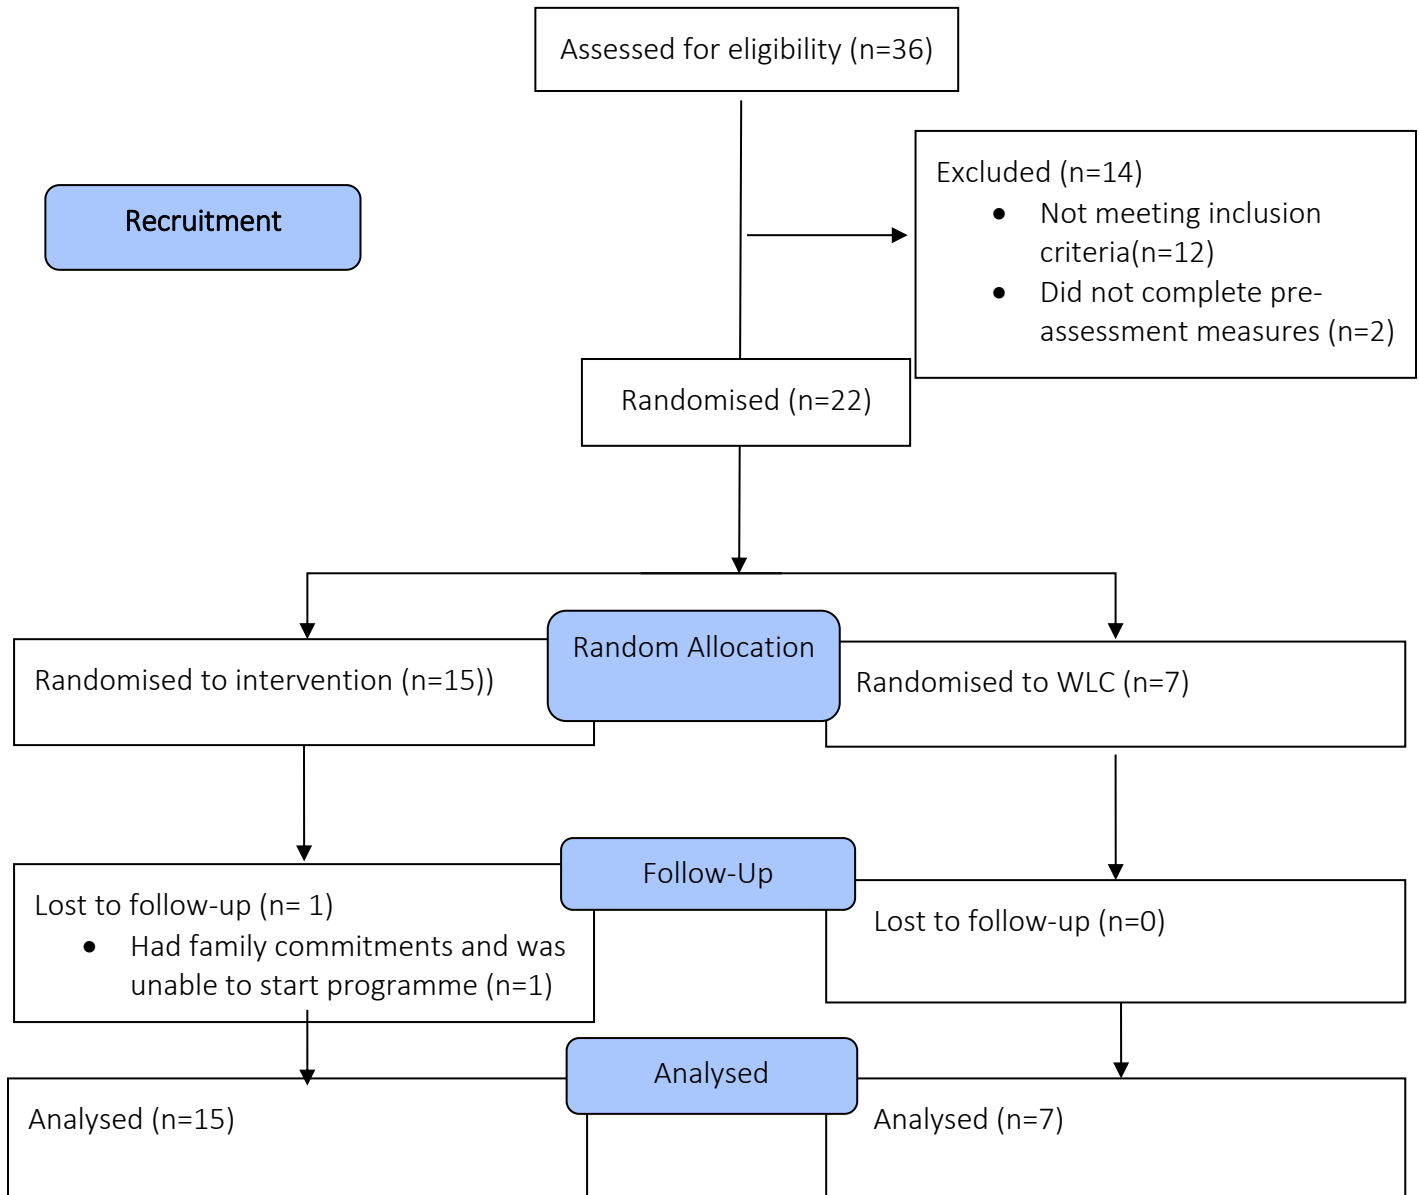 Assessed for eligibility (n=36)
Recruitment
Excluded (n=14)
• Not meeting inclusion
criteria(n=12)
• Did not complete pre-
assessment measures (n=2)
Randomised (n=22)
Random Allocation
Randomised to intervention (n=15))
Randomised to WLC (n=7)
Follow-Up
Lost to follow-up (n= 1)
• Had family commitments and was
unable to start programme (n=1)
Lost to follow-up (n=0)
Analysed
Analysed (n=15)
Analysed (n=7)